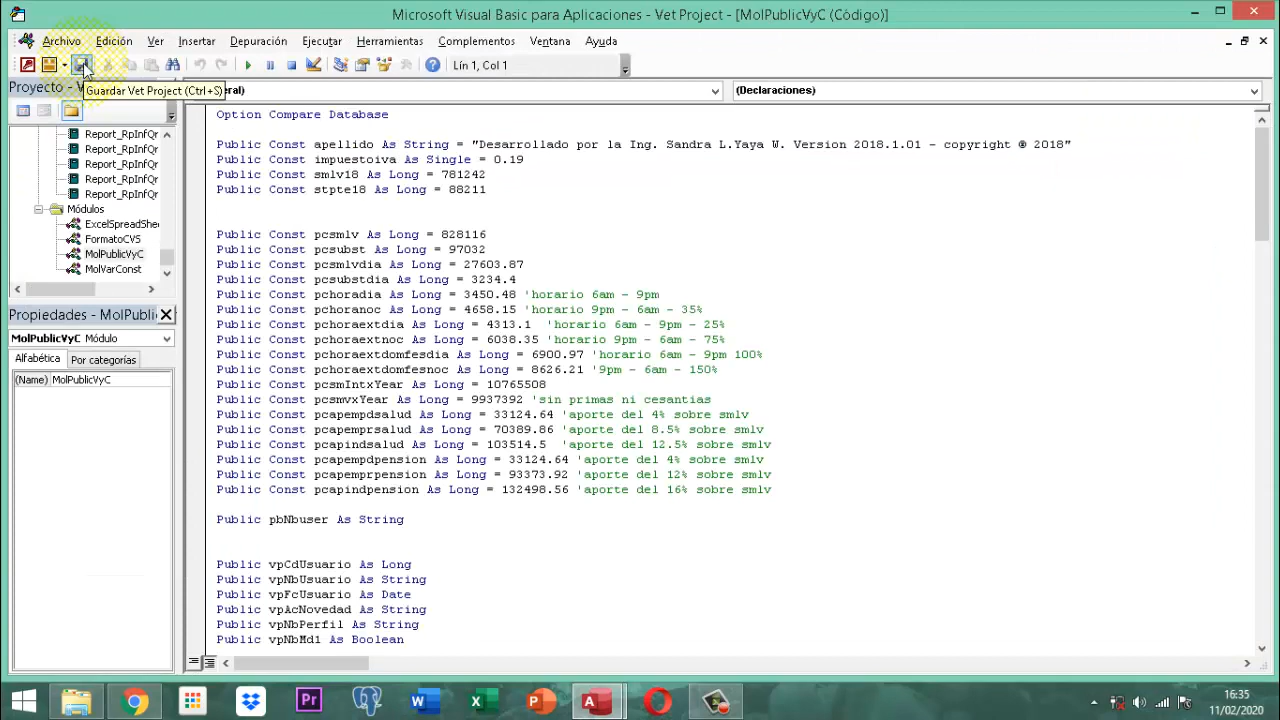 Microsoft Visual Basic para Aplicaciones - Vet Project - [MolPublicVyC (Código)]
Archivo Edición Ver Insertar Depuración Ejecutar Herramientas Complementos Ventana Ayuda
Lín 1, Col 1
Proyecto - V
Guardar Vet Project (Ctrl+S)
eral)
(Declaraciones)
Report_RpInfQr
Report_RpInfQr
Report_RpInfQr
Report_RpInfQr
Report_RpInfQr
Módulos
ExcelSpreadShe
FormatoCVS
MolPublicVyC
MolVarConst
Propiedades - MolPublic
MolPublicVyC Módulo
Alfabética Por categorías
(Name) MolPublicVyC
Option Compare Database
Public Const apellido As String = "Desarrollado por la Ing. Sandra L.Yaya W. Version 2018.1.01 - copyright @ 2018"
Public Const impuestoiva As Single = 0.19
Public Const smlv18 As Long = 781242
Public Const stpte18 As Long = 88211
Public Const pcsmlv As Long = 828116
Public Const pcsubst As Long = 97032
Public Const pcsmlvdia As Long = 27603.87
Public Const pcsubstdia As Long = 3234.4
Public Const pchoradia As Long = 3450.48 'horario 6am - 9pm
Public Const pchoranoc As Long = 4658.15 'horario 9pm - 6am - 35%
Public Const pchoraextdia As Long = 4313.1 'horario 6am - 9pm - 25%
Public Const pchoraextnoc As Long = 6038.35 'horario 9pm - 6am - 75%
Public Const pchoraextdomfesdia As Long = 6900.97 'horario 6am - 9pm 100%
Public Const pchoraextdomfesnoc As Long = 8626.21 '9pm - 6am - 150%
Public Const pcsmIntxYear As Long = 10765508
Public Const pcsmvxYear As Long = 9937392 'sin primas ni cesantias
Public Const pcapempdsalud As Long = 33124.64 'aporte del 4% sobre smlv
Public Const pcapemprsalud As Long = 70389.86 'aporte del 8.5% sobre smlv
Public Const pcapindsalud As Long = 103514.5 'aporte del 12.5% sobre smlv
Public Const pcapempdpension As Long = 33124.64 'aporte del 4% sobre smlv
Public Const pcapemprpension As Long = 93373.92 'aporte del 12% sobre smlv
Public Const pcapindpension As Long = 132498.56 'aporte del 16% sobre smlv
Public pbNbuser As String
Public vpCdUsuario As Long
Public vpNbUsuario As String
Public vpFcUsuario As Date
Public vpAcNovedad As String
Public vpNbPerfil As String
Public vpNbMd1 As Boolean
16:35
11/02/2020